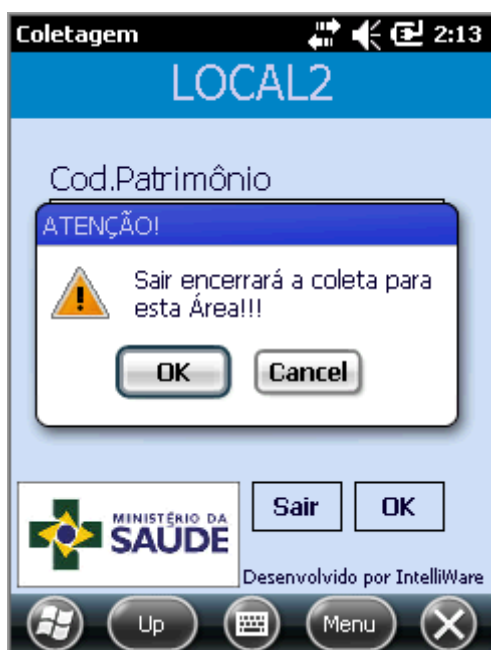 Coletagem 2:13
LOCAL2
Cod.Patrimônio
ATENÇÃO!
Sair encerrará a coleta para
esta Área!!!
OK Cancel
MINISTÉRIO DA
SAÚDE
Sair OK
Desenvolvido por IntelliWare
Up Menu